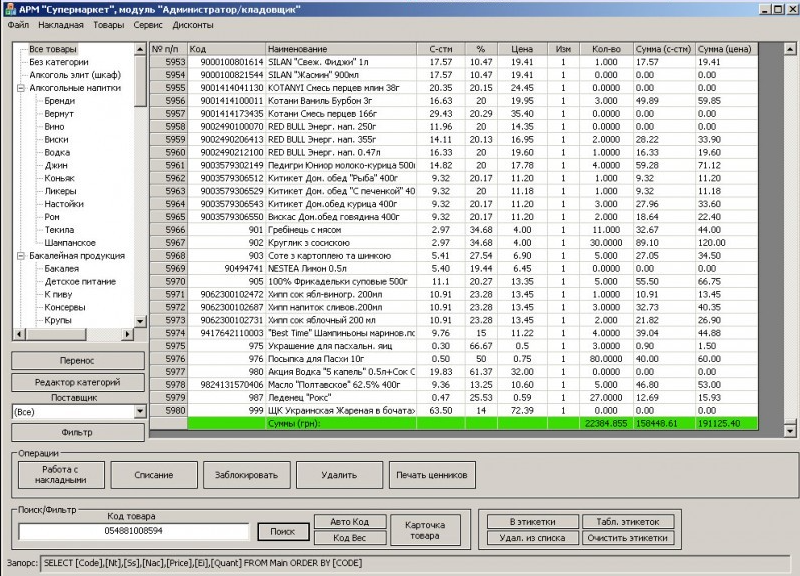 АРМ "Супермаркет", модуль "Администратор/кладовщик"
Файл Накладная Товары Сервис Дисконты
Все товары
Без категории
Алкоголь элит (шкаф)
Алкогольные напитки
Бренди
Вермут
Вино
Виски
Водка
Джин
Коньяк
Ликеры
Настойки
Ром
Текила
Шампанское
Бакалейная продукция
Бакалея
Детское питание
К пиву
Консервы
Крупы
Перенос
Редактор категорий
Поставщик
(Все)
Фильтр
№ п/п Код Наименование С-стм % Цена Изм Кол-во Сумма (с-стм) Сумма (цена)
5953 9000100801614 SILAN "Свеж. Фиджи" 1л 17.57 10.47 19.41 1 1.000 17.57 19.41
5954 9000100821544 SILAN "Жасмин" 900мл 17.57 10.47 19.41 1 0.000 0.00 0.00
5955 9001414041130 KOTANYI Смесь перцев млин 38г 20.35 20.15 24.45 1 0.0000 0.00 0.00
5956 9001414100011 Котани Ваниль Бурбон 3г 16.63 20 19.95 1 3.000 49.89 59.85
5957 9001414173435 Котани Смесь перцев 166г 29.43 20.29 35.40 1 0.0000 0.00 0.00
5958 9002490100070 RED BULL Энерг. нап. 250г 11.96 20 14.35 1 0.0000 0.00 0.00
5959 9002490206413 RED BULL Энерг. нап. 355г 14.11 20.13 16.95 1 2.0000 28.22 33.90
5960 9002490212100 RED BULL Энерг. нап. 0.47л 16.33 20 19.60 1 1.0000 16.33 19.60
5961 9003579302149 Педигри Юниор молоко-курица 500г 14.82 20 17.78 1 4.0000 59.28 71.12
5962 9003579306512 Китикет Дом. обед "Рыба" 400г 9.32 20.17 11.20 1 1.000 9.32 11.20
5963 9003579306529 Китикет Дом.обед "С печенкой" 40 9.32 20 11.18 1 1.000 9.32 11.18
5964 9003579306543 Китикет Дом.обед курица 400г 9.32 20.17 11.20 1 3.000 27.96 33.60
5965 9003579306550 Вискас Дом.обед говядина 400г 9.32 20.17 11.20 1 2.000 18.64 22.40
5966 901 Гребінець с мясом 2.97 34.68 4.00 1 11.000 32.67 44.00
5967 902 Круглик з сосискою 2.97 34.68 4.00 1 30.0000 89.10 120.00
5968 903 Соте з картоплею та шинкою 5.41 27.54 6.90 1 5.000 27.05 34.50
5969 90494741 NESTEA Лимон 0.5л 5.40 19.44 6.45 1 0.0000 0.00 0.00
5970 905 100% Фрикадельки суповые 500г 11.1 20.27 13.35 1 5.000 55.50 66.75
5971 9062300102472 Хипп сок ябл-виногр. 200мл 10.91 23.28 13.45 1 1.0000 10.91 13.45
5972 9062300102687 Хипп напиток сливов.200мл 10.91 23.28 13.45 1 3.0000 32.73 40.35
5973 9062300102731 Хипп сок яблочный 200 мл 10.91 23.28 13.45 1 2.000 21.82 26.90
5974 9417642110003 "Best Time" Шампиньоны маринов.пс 9.76 15 11.22 1 4.0000 39.04 44.88
5975 975 Украшение для пасхальн. яиц 0.30 66.67 0.5 1 3.0000 0.90 1.50
5976 976 Посыпка для Пасхи 10г 0.50 50 0.75 1 80.0000 40.00 60.00
5977 980 Акция Водка "5 капель" 0.5л+Сок С 19.83 61.37 32.00 1 0.0000 0.00 0.00
5978 9824131570406 Масло "Полтавское" 62.5% 400г 9.36 13.25 10.60 1 5.000 46.80 53.00
5979 987 Леденец "Рокс" 0.47 25.53 0.59 1 27.0000 12.69 15.93
5980 999 ЩК Украинская Жареная в бочатах 63.50 14 72.39 1 0.000 0.00 0.00
Суммы (грн): 22384.855 158448.61 191125.40
Операции
Работа с накладными Списание Заблокировать Удалить Печать ценников
Поиск/Фильтр
Код товара
054881008594 Поиск
Авто Код
Код Вес
Карточка товара
В этикетки Табл. этикеток
Удал. из списка Очистить этикетки
Запорс: SELECT [Code],[Nt],[Ss],[Nac],[Price],[Ei],[Quant] FROM Main ORDER BY [CODE]